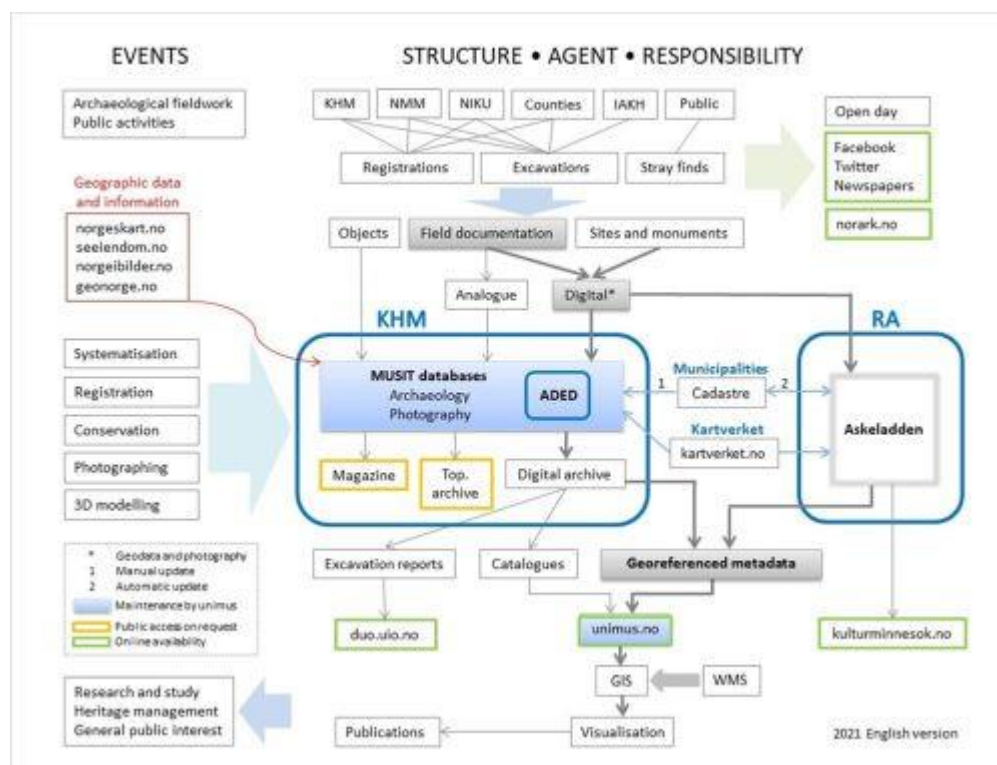 EVENTS
STRUCTURE • AGENT • RESPONSIBILITY
Archaeological fieldwork
Public activities
KHM
NMM
NIKU
Counties
IAKH
Public
Registrations
Excavations
Stray finds
Open day
Facebook
Twitter
Newspapers
norark.no
Geographic data
and information
norgeskart.no
seeiendom.no
norgeibilder.no
geonorge.no
Objects
Field documentation
Sites and monuments
Analogue
Digital*
KHM
RA
Systematisation
Registration
Conservation
Photographing
3D modelling
MUSIT databases
Archaeology
Photography
ADED
1
Municipalities
Cadastre
2
Kartverket
kartverket.no
Askeladden
Magazine
Top.
archive
Digital archive
* Geodata and photography
1 Manual update
2 Automatic update
Maintenance by unimus
Public access on request
Online availability
Excavation reports
Catalogues
Georeferenced metadata
duo.uio.no
unimus.no
kulturminnesok.no
GIS
WMS
Research and study
Heritage management
General public interest
Publications
Visualisation
2021 English version